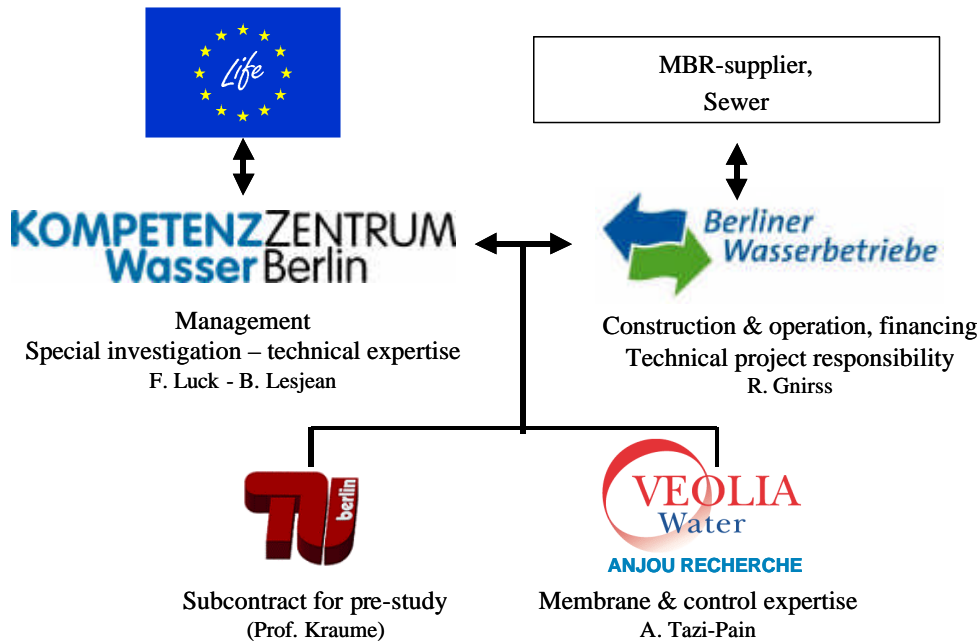 Life
MBR-supplier,
Sewer
KOMPETENZZENTRUM
Wasser Berlin
Berliner
Wasserbetriebe
Management
Special investigation – technical expertise
F. Luck - B. Lesjean
Construction & operation, financing
Technical project responsibility
R. Gnirss
TU
berlin
VEOLIA
Water
ANJOU RECHERCHE
Subcontract for pre-study
(Prof. Kraume)
Membrane & control expertise
A. Tazi-Pain